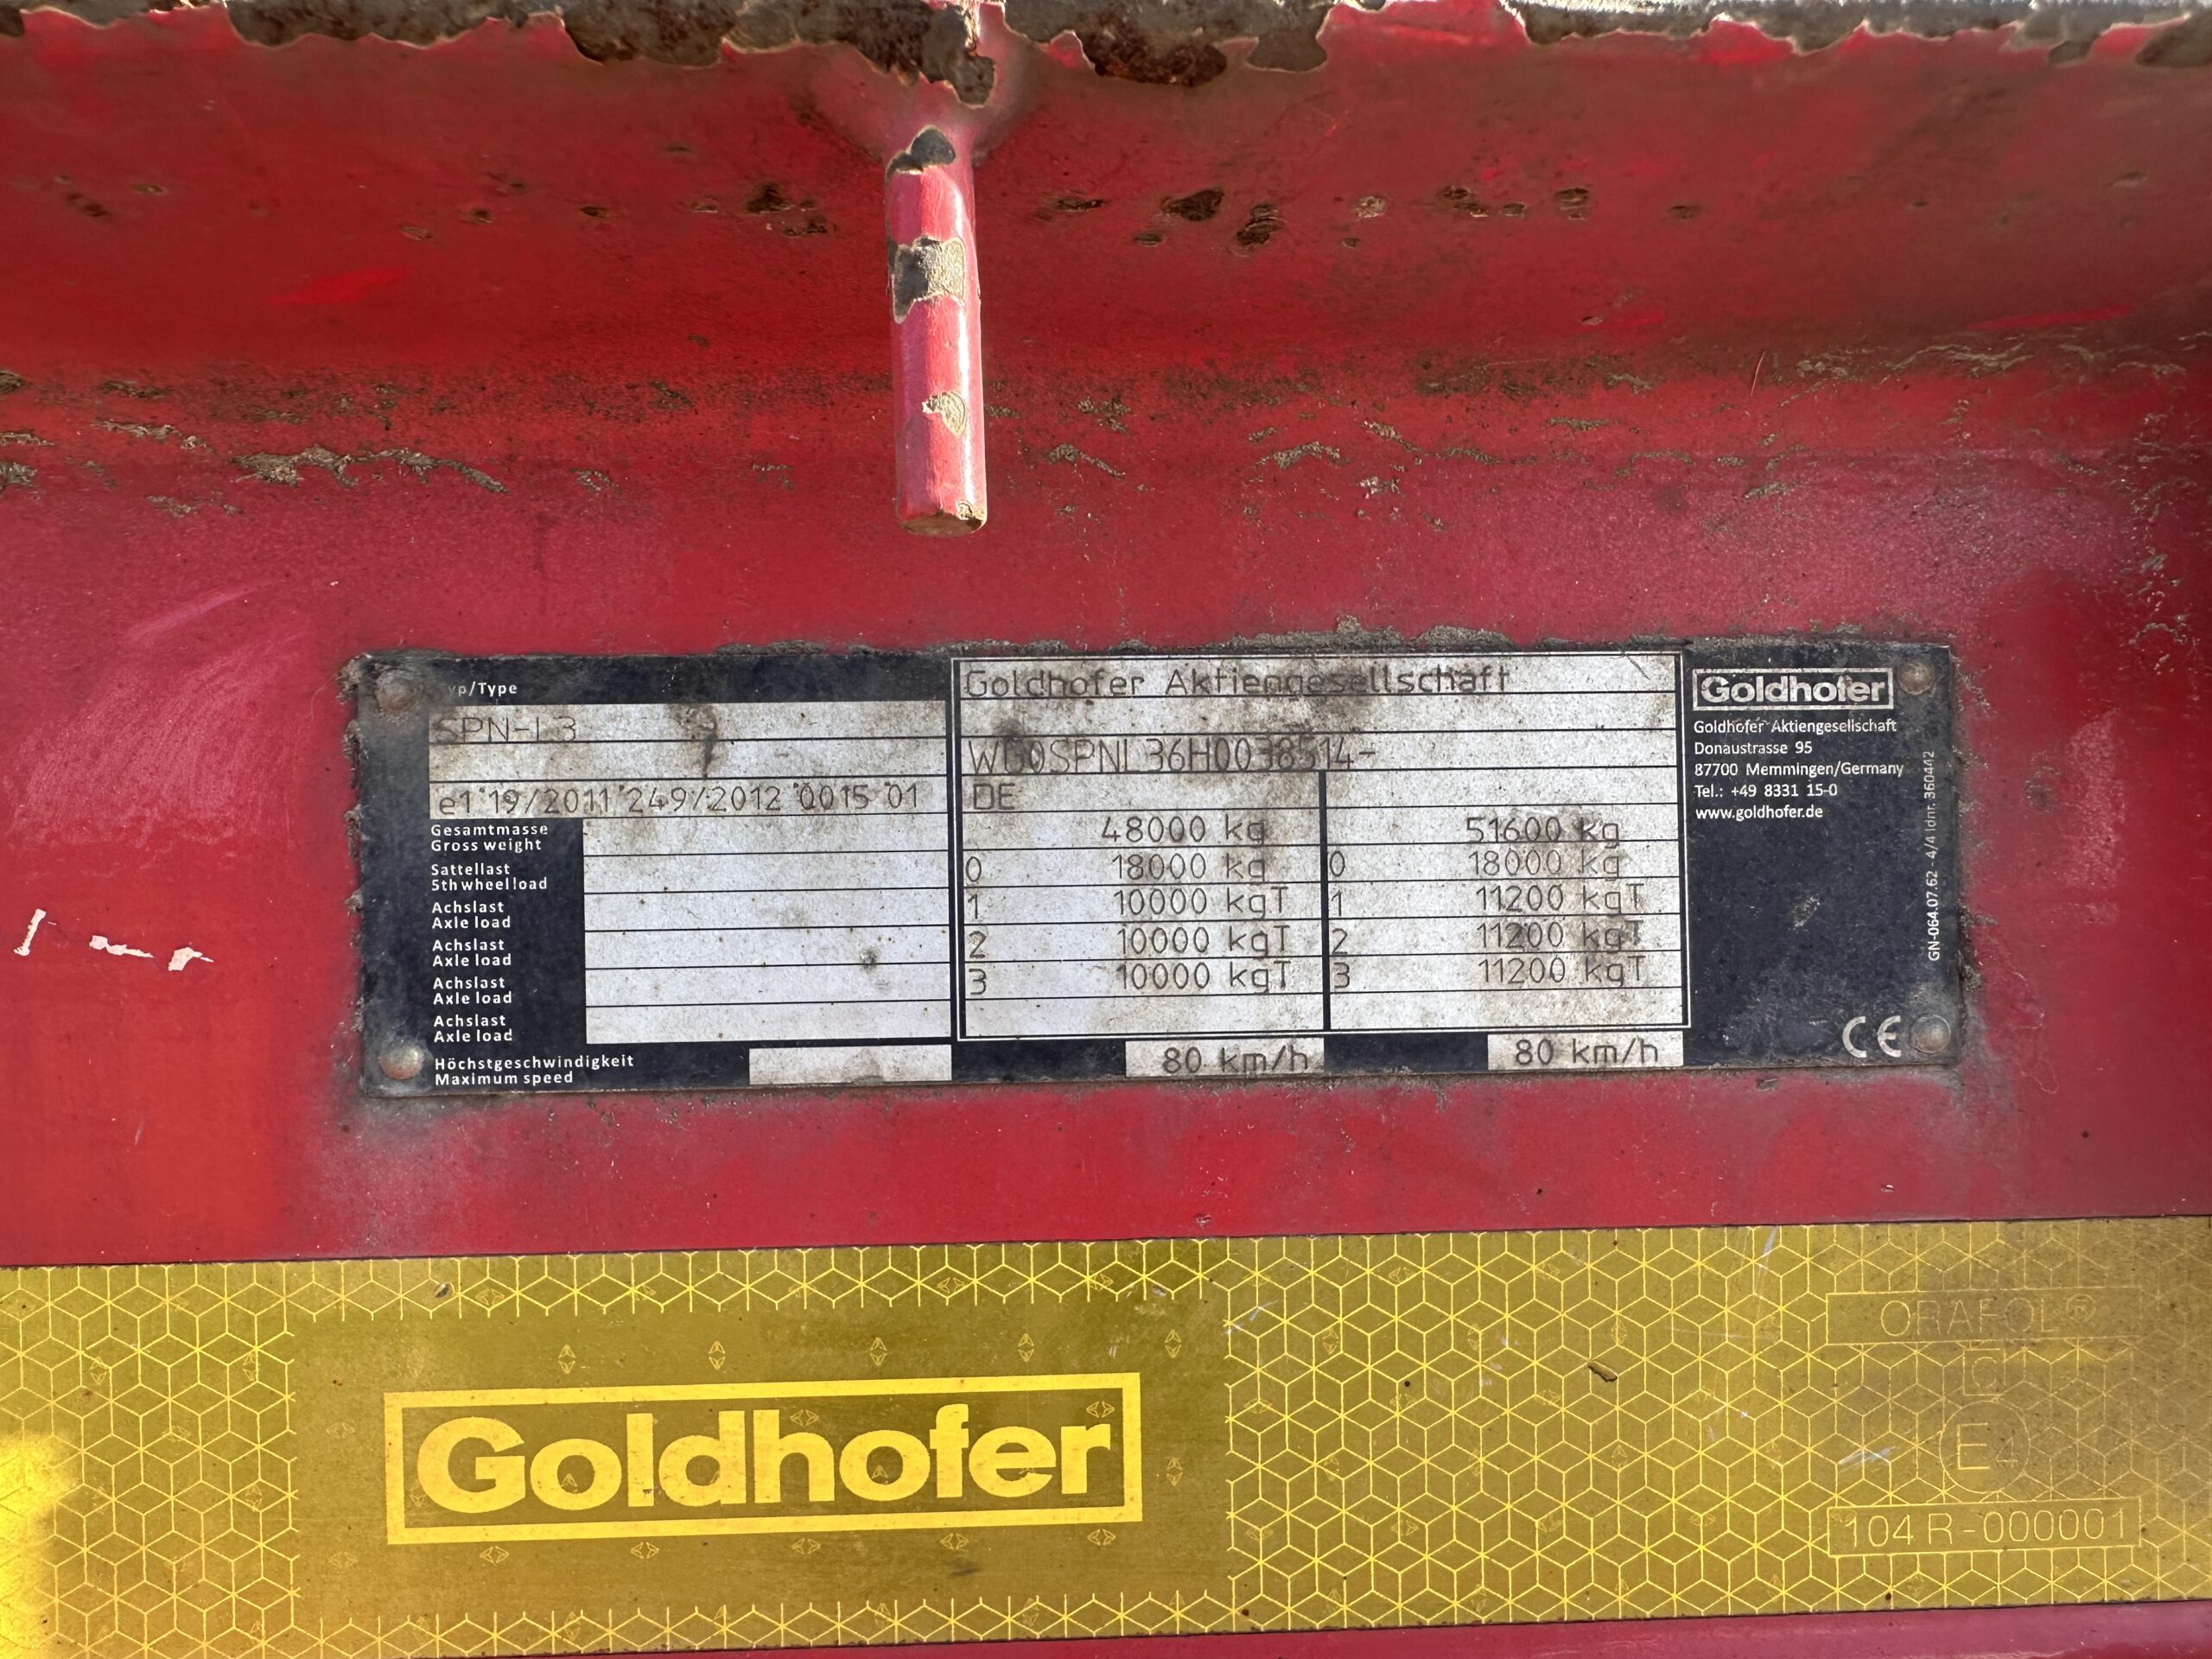 yp/Type
SPN-L3
e1*19/2011*249/2012*0015*01
Gesamtmasse
Gross weight
Sattellast
5th wheel load
Achslast
Axle load
Achslast
Axle load
Achslast
Axle load
Achslast
Axle load
Höchstgeschwindigkeit
Maximum speed
Goldhofer Aktiengesellschaft
WG0SPNL36H0038514-
DE
48000 kg 51600 kg
0 18000 kg 0 18000 kg
1 10000 kgT 1 11200 kgT
2 10000 kgT 2 11200 kgT
3 10000 kgT 3 11200 kgT
80 km/h 80 km/h
Goldhofer
Goldhofer Aktiengesellschaft
Donaustrasse 95
87700 Memmingen/Germany
Tel.: +49 8331 15-0
www.goldhofer.de
GN-064.07.62 - 4/4 Idnr. 360442
CE
Goldhofer
ORAFOL®
C
E4
104 R-000001